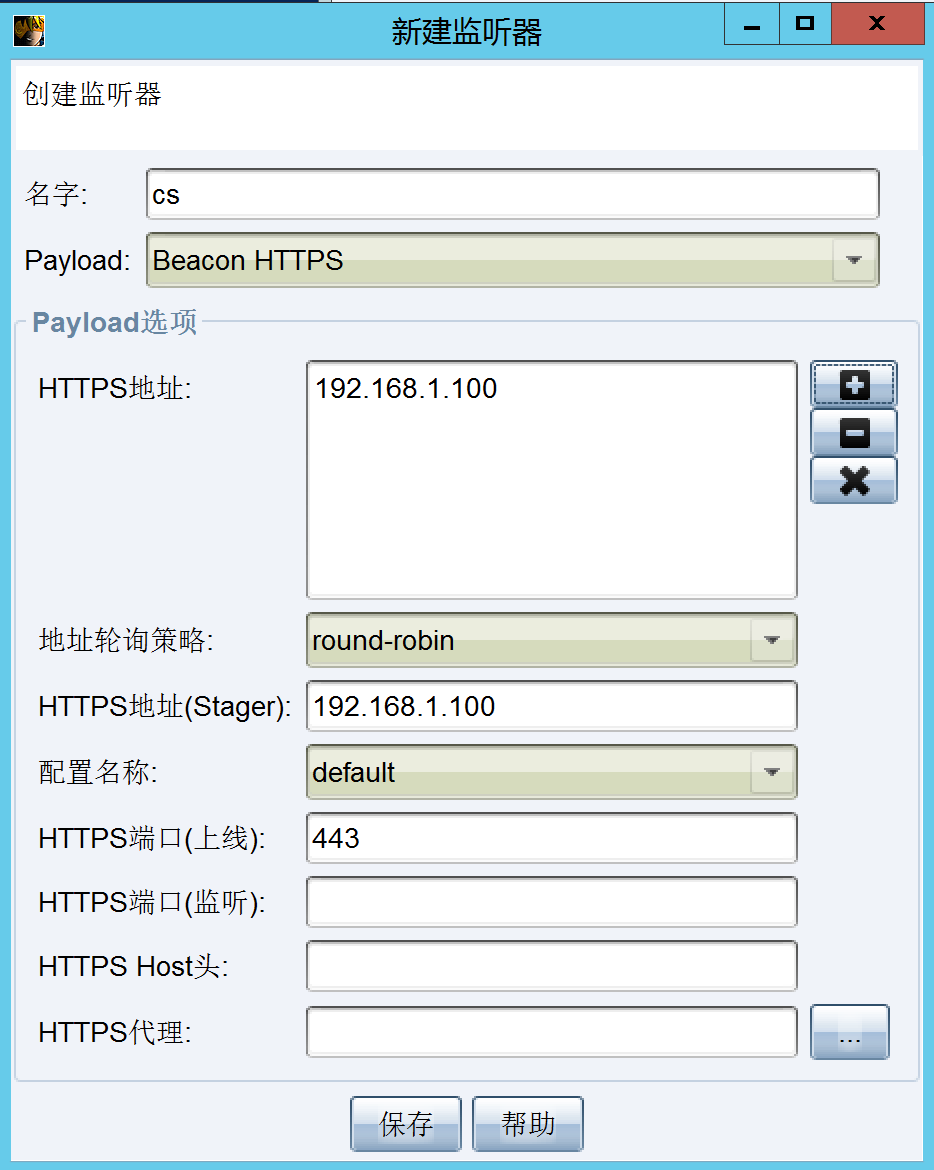 新建监听器
创建监听器
名字: cs
Payload: Beacon HTTPS
Payload选项
HTTPS地址: 192.168.1.100
地址轮询策略: round-robin
HTTPS地址(Stager): 192.168.1.100
配置名称: default
HTTPS端口(上线): 443
HTTPS端口(监听):
HTTPS Host头:
HTTPS代理: ...
保存 帮助